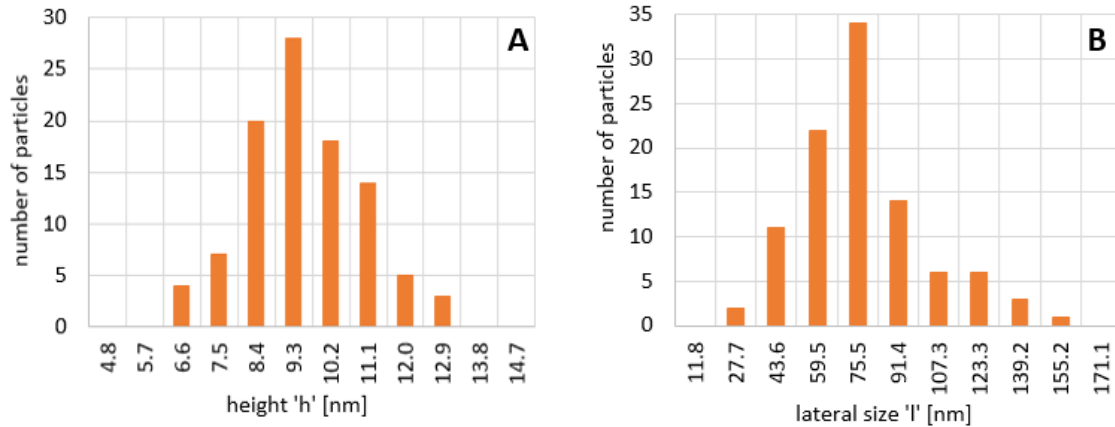 A
number of particles
30
25
20
15
10
5
0
4.8 5.7 6.6 7.5 8.4 9.3 10.2 11.1 12.0 12.9 13.8 14.7
height 'h' [nm]
B
number of particles
35
30
25
20
15
10
5
0
11.8 27.7 43.6 59.5 75.5 91.4 107.3 123.3 139.2 155.2 171.1
lateral size 'l' [nm]